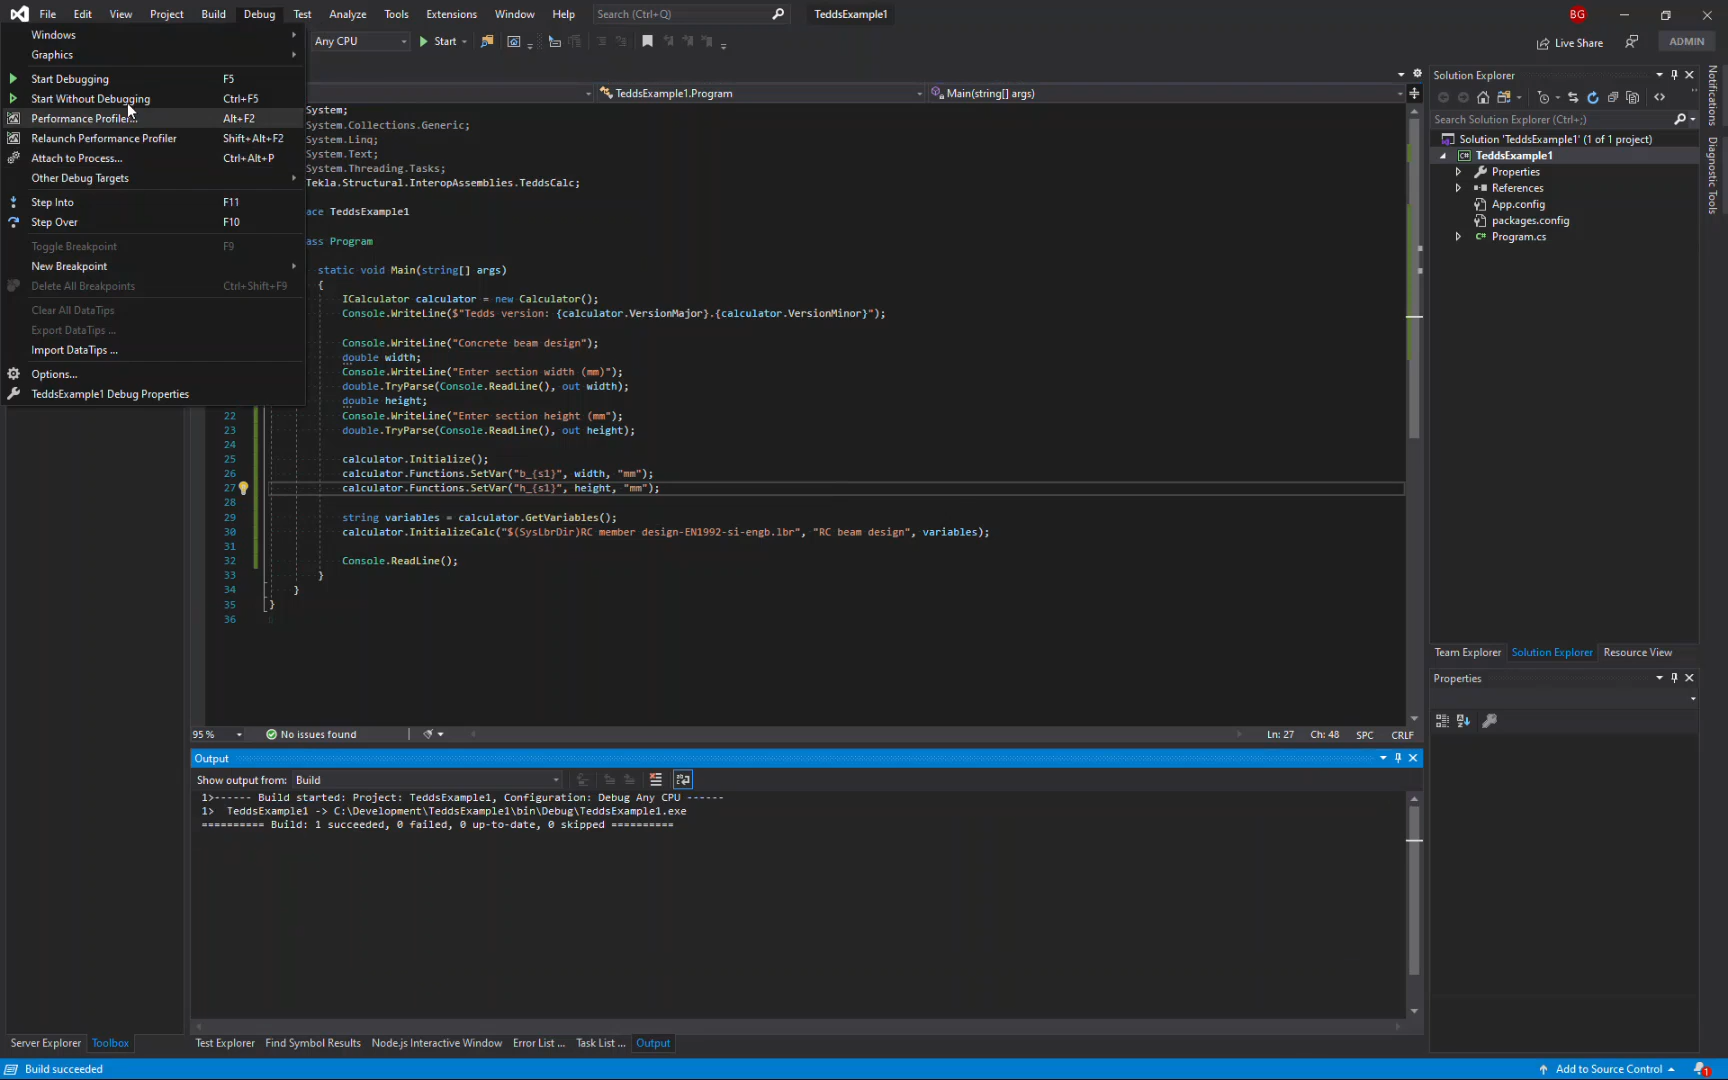 File Edit View Project Build Debug Test Analyze Tools Extensions Window Help Search (Ctrl+Q) TeddsExample1 BG
Any CPU Start Live Share ADMIN
Windows
Graphics
Start Debugging F5
Start Without Debugging Ctrl+F5
Performance Profiler... Alt+F2
Relaunch Performance Profiler Shift+Alt+F2
Attach to Process... Ctrl+Alt+P
Other Debug Targets
Step Into F11
Step Over F10
Toggle Breakpoint F9
New Breakpoint
Delete All Breakpoints Ctrl+Shift+F9
Clear All DataTips
Export DataTips ...
Import DataTips ...
Options...
TeddsExample1 Debug Properties
TeddsExample1.Program Main(string[] args)
System;
System.Collections.Generic;
System.Linq;
System.Text;
System.Threading.Tasks;
Tekla.Structural.InteropAssemblies.TeddsCalc;
ace TeddsExample1
ass Program
static void Main(string[] args)
{
ICalculator calculator = new Calculator();
Console.WriteLine($"Tedds version: {calculator.VersionMajor}.{calculator.VersionMinor}");
Console.WriteLine("Concrete beam design");
double width;
Console.WriteLine("Enter section width (mm)");
double.TryParse(Console.ReadLine(), out width);
double height;
22 Console.WriteLine("Enter section height (mm");
23 double.TryParse(Console.ReadLine(), out height);
24
25 calculator.Initialize();
26 calculator.Functions.SetVar("b_{s1}", width, "mm");
27 calculator.Functions.SetVar("h_{s1}", height, "mm");
28
29 string variables = calculator.GetVariables();
30 calculator.InitializeCalc("$(SysLbrDir)RC member design-EN1992-si-engb.lbr", "RC beam design", variables);
31
32 Console.ReadLine();
33 }
34 }
35 }
36
95 % No issues found Ln: 27 Ch: 48 SPC CRLF
Output
Show output from: Build
1>------ Build started: Project: TeddsExample1, Configuration: Debug Any CPU ------
1> TeddsExample1 -> C:\Development\TeddsExample1\bin\Debug\TeddsExample1.exe
========== Build: 1 succeeded, 0 failed, 0 up-to-date, 0 skipped ==========
Solution Explorer
Search Solution Explorer (Ctrl+;)
Solution 'TeddsExample1' (1 of 1 project)
TeddsExample1
Properties
References
App.config
packages.config
C# Program.cs
Team Explorer Solution Explorer Resource View
Properties
Notifications
Diagnostic Tools
Server Explorer Toolbox Test Explorer Find Symbol Results Node.js Interactive Window Error List ... Task List ... Output
Build succeeded Add to Source Control 1